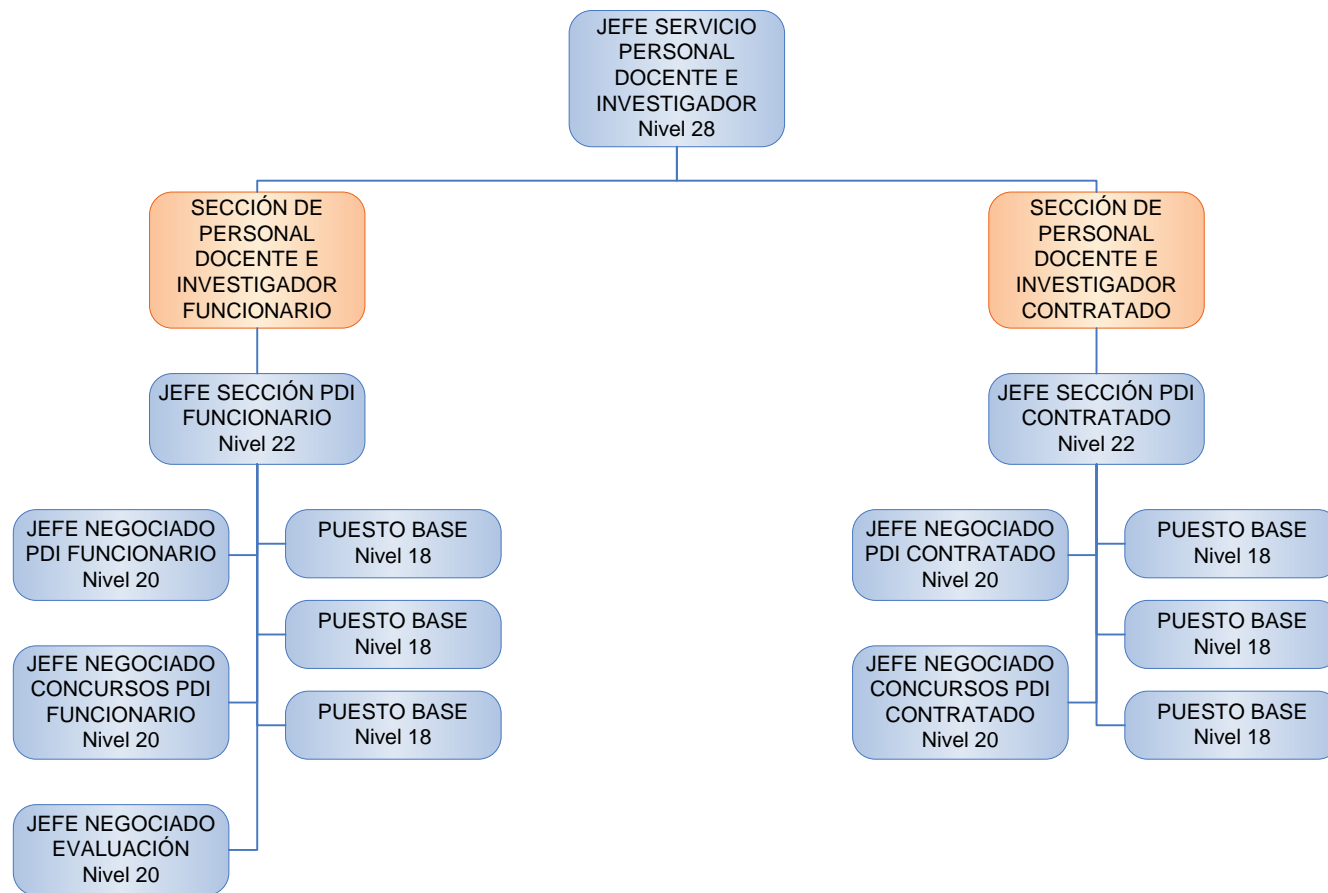 JEFE SERVICIO
PERSONAL
DOCENTE E
INVESTIGADOR
Nivel 28
SECCIÓN DE
PERSONAL
DOCENTE E
INVESTIGADOR
FUNCIONARIO
JEFE SECCIÓN PDI
FUNCIONARIO
Nivel 22
JEFE NEGOCIADO
PDI FUNCIONARIO
Nivel 20
JEFE NEGOCIADO
CONCURSOS PDI
FUNCIONARIO
Nivel 20
JEFE NEGOCIADO
EVALUACIÓN
Nivel 20
PUESTO BASE
Nivel 18
PUESTO BASE
Nivel 18
PUESTO BASE
Nivel 18
SECCIÓN DE
PERSONAL
DOCENTE E
INVESTIGADOR
CONTRATADO
JEFE SECCIÓN PDI
CONTRATADO
Nivel 22
JEFE NEGOCIADO
PDI CONTRATADO
Nivel 20
JEFE NEGOCIADO
CONCURSOS PDI
CONTRATADO
Nivel 20
PUESTO BASE
Nivel 18
PUESTO BASE
Nivel 18
PUESTO BASE
Nivel 18